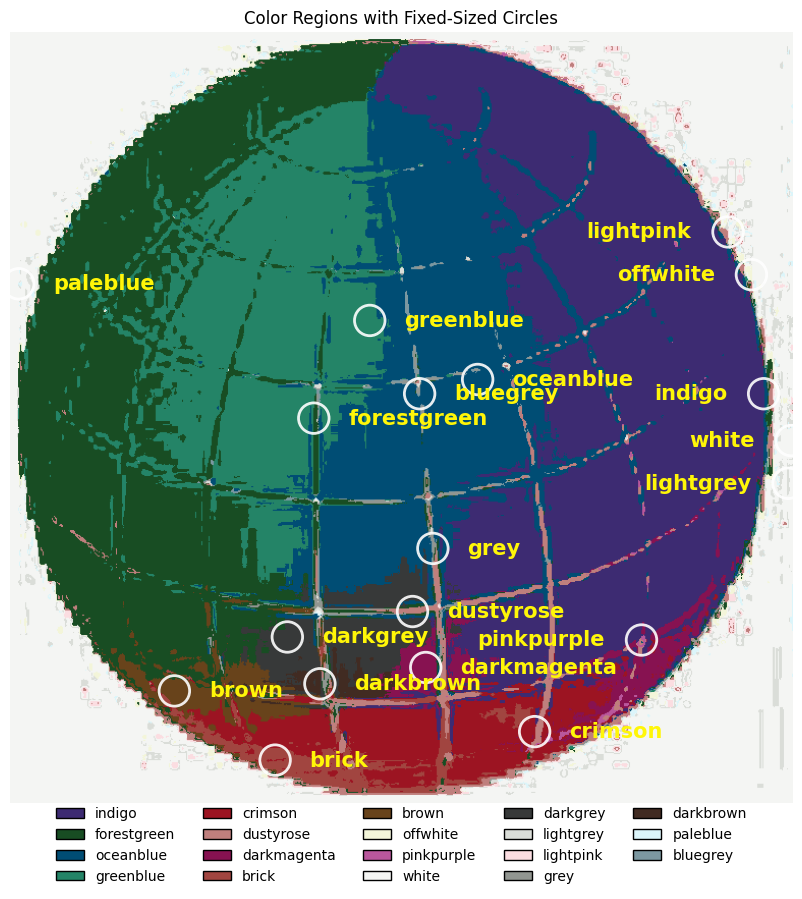 Color Regions with Fixed-Sized Circles
lightpink
offwhite
paleblue
greenblue
oceanblue
bluegrey
indigo
forestgreen
white
lightgrey
grey
dustyrose
darkgrey
pinkpurple
darkmagenta
darkbrown
brown
crimson
brick
indigo crimson brown darkgrey darkbrown
forestgreen dustyrose offwhite lightgrey paleblue
oceanblue darkmagenta pinkpurple lightpink bluegrey
greenblue brick white grey